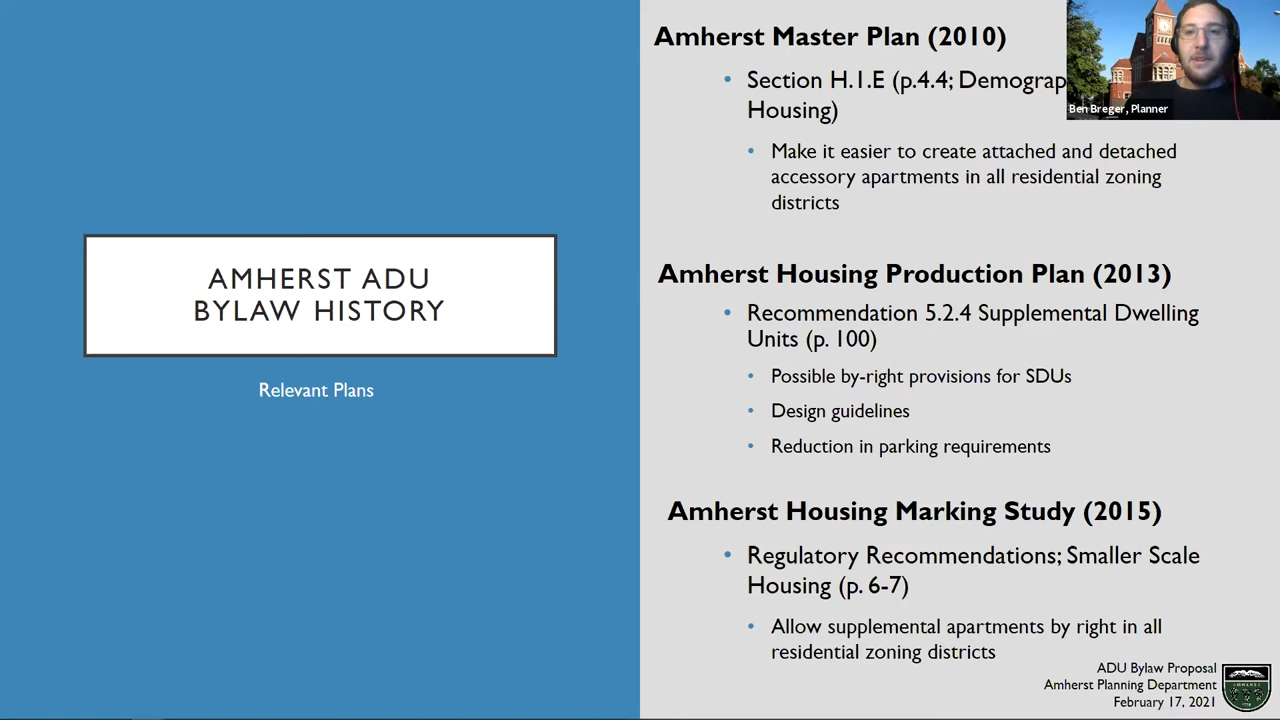 AMHERST ADU
BYLAW HISTORY
Relevant Plans
Amherst Master Plan (2010)
• Section H.1.E (p.4.4; Demograp
Housing)
• Make it easier to create attached and detached
accessory apartments in all residential zoning
districts
Amherst Housing Production Plan (2013)
• Recommendation 5.2.4 Supplemental Dwelling
Units (p. 100)
• Possible by-right provisions for SDUs
• Design guidelines
• Reduction in parking requirements
Amherst Housing Marking Study (2015)
• Regulatory Recommendations; Smaller Scale
Housing (p. 6-7)
• Allow supplemental apartments by right in all
residential zoning districts
Ben Breger, Planner
ADU Bylaw Proposal
Amherst Planning Department
February 17, 2021